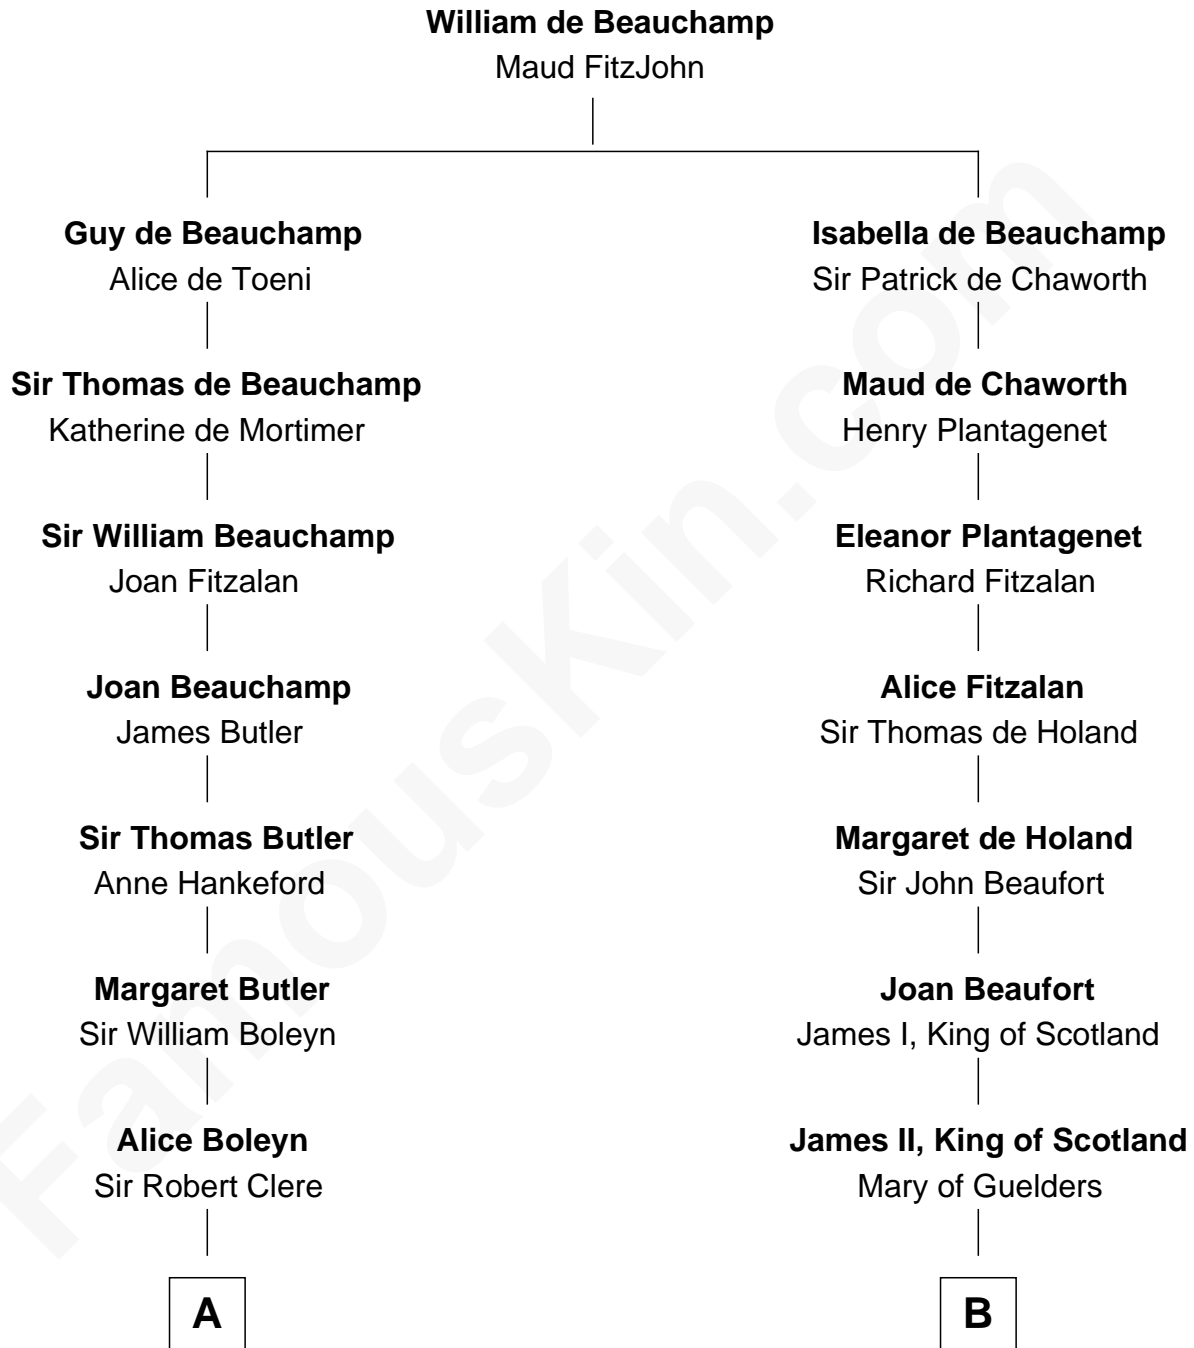 William de Beauchamp
Maud FitzJohn
Guy de Beauchamp
Alice de Toeni
Isabella de Beauchamp
Sir Patrick de Chaworth
Sir Thomas de Beauchamp
Katherine de Mortimer
Maud de Chaworth
Henry Plantagenet
Sir William Beauchamp
Joan Fitzalan
Eleanor Plantagenet
Richard Fitzalan
Joan Beauchamp
James Butler
Alice Fitzalan
Sir Thomas de Holand
Sir Thomas Butler
Anne Hankeford
Margaret de Holand
Sir John Beaufort
Margaret Butler
Sir William Boleyn
Joan Beaufort
James I, King of Scotland
Alice Boleyn
Sir Robert Clere
James II, King of Scotland
Mary of Guelders
A
B
FamousKin.com